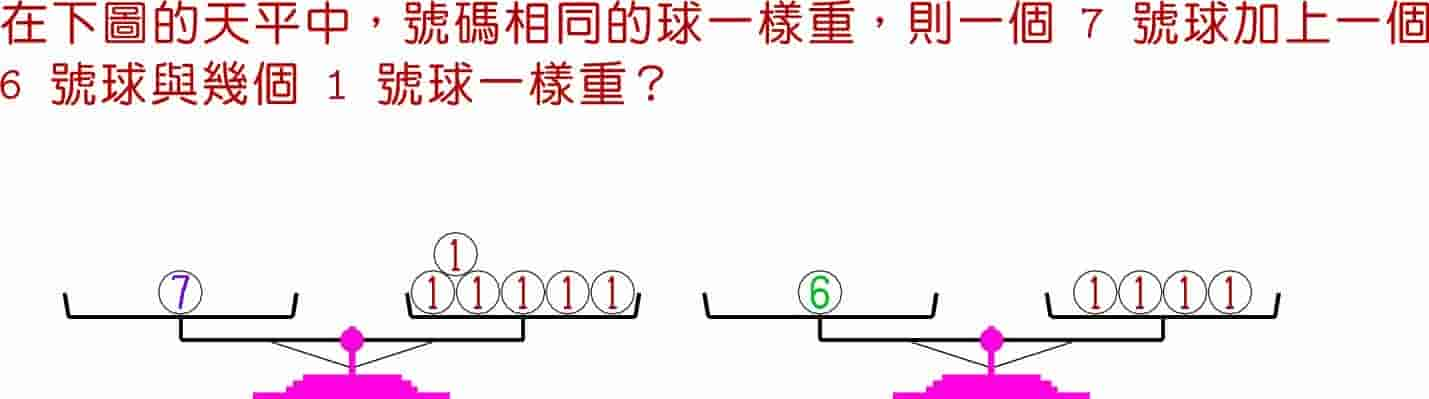 在下圖的天平中，號碼相同的球一樣重，則一個 7 號球加上一個
6 號球與幾個 1 號球一樣重？
1
7 1 1 1 1 1 6 1 1 1 1